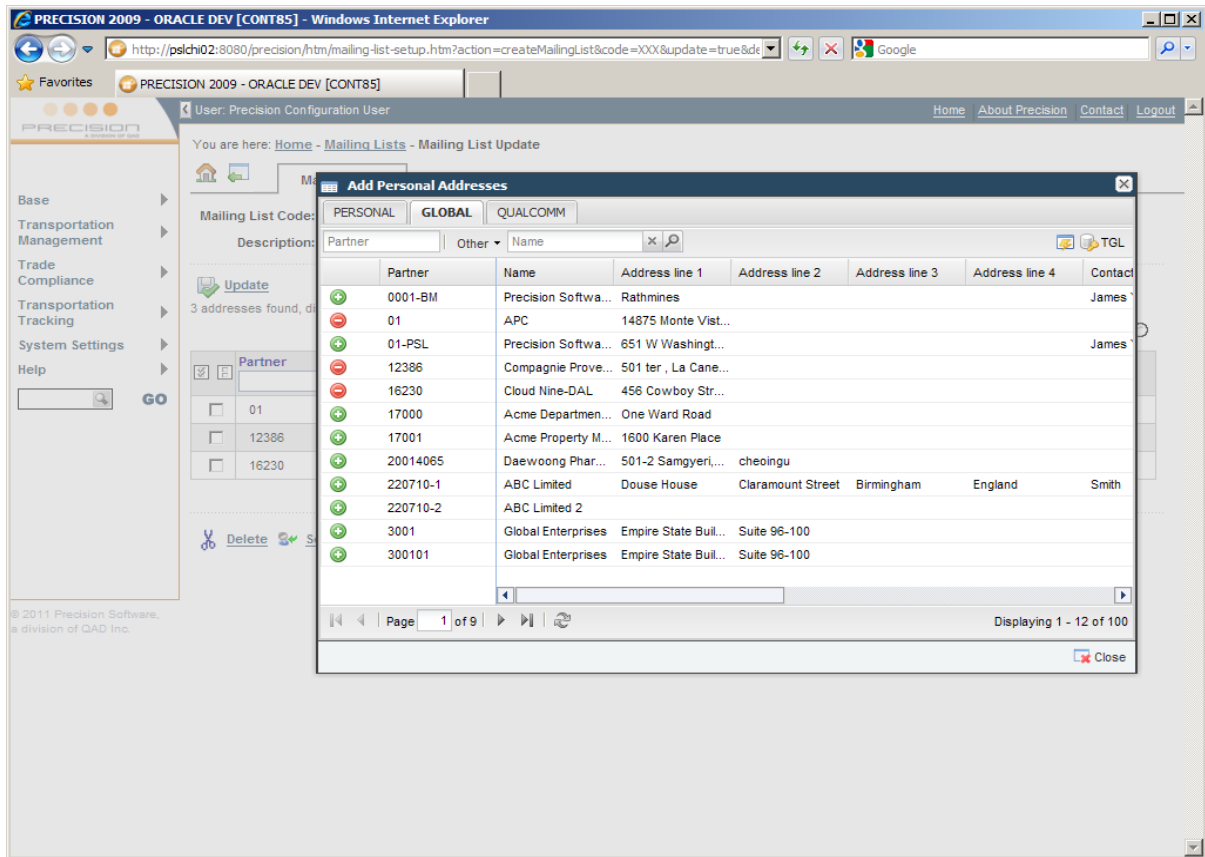 PRECISION 2009 - ORACLE DEV [CONT85] - Windows Internet Explorer
http://pslchi02:8080/precision/htm/mailing-list-setup.htm?action=createMailingList&code=XXX&update=true&de
Google
Favorites
PRECISION 2009 - ORACLE DEV [CONT85]
PRECISION
A DIVISION OF QAD
User: Precision Configuration User
Home About Precision Contact Logout
You are here: Home - Mailing Lists - Mailing List Update
Base
Transportation
Management
Trade
Compliance
Transportation
Tracking
System Settings
Help
GO
© 2011 Precision Software,
a division of QAD Inc.
Mailing List Code:
Description:
Update
3 addresses found, di
Partner
01
12386
16230
Delete
Add Personal Addresses
PERSONAL GLOBAL QUALCOMM
Partner Other Name TGL
Partner Name Address line 1 Address line 2 Address line 3 Address line 4 Contact
0001-BM Precision Softwa... Rathmines James
01 APC 14875 Monte Vist...
01-PSL Precision Softwa... 651 W Washingt... James
12386 Compagnie Prove... 501 ter , La Cane...
16230 Cloud Nine-DAL 456 Cowboy Str...
17000 Acme Departmen... One Ward Road
17001 Acme Property M... 1600 Karen Place
20014065 Daewoong Phar... 501-2 Samgyeri,... cheoingu
220710-1 ABC Limited Douse House Claramount Street Birmingham England Smith
220710-2 ABC Limited 2
3001 Global Enterprises Empire State Buil... Suite 96-100
300101 Global Enterprises Empire State Buil... Suite 96-100
Page 1 of 9
Displaying 1 - 12 of 100
Close